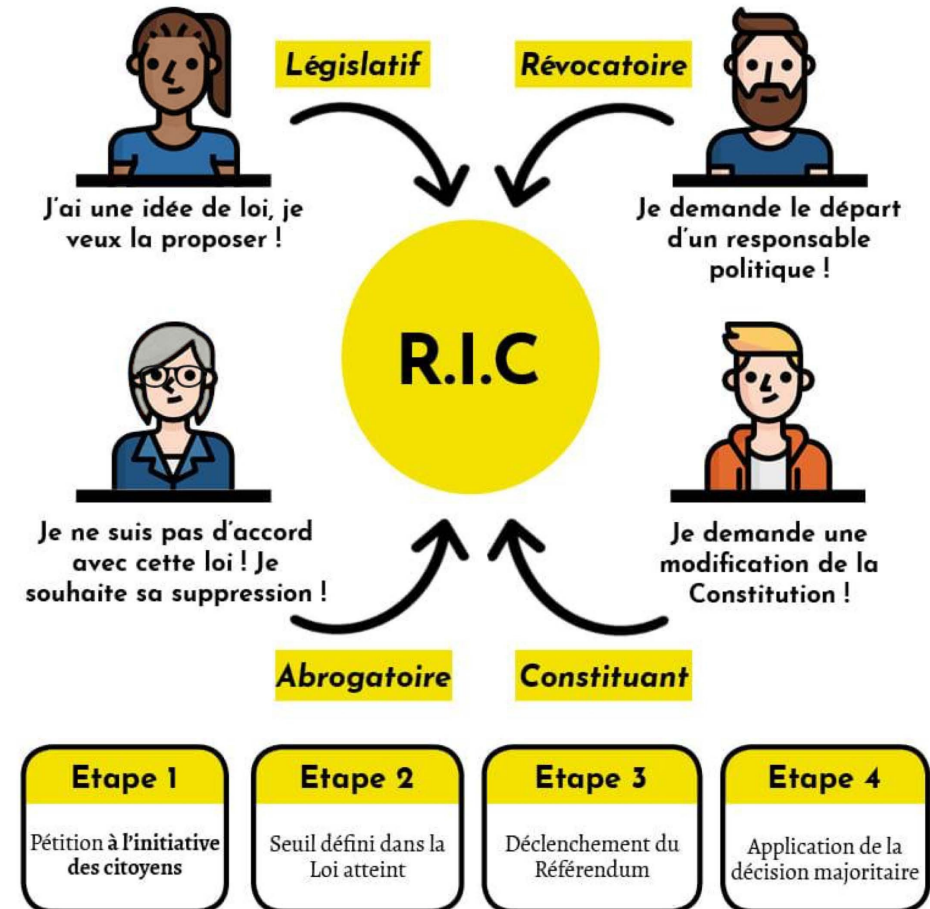 Législatif
Révocatoire
J'ai une idée de loi, je
veux la proposer !
Je demande le départ
d'un responsable
politique !
R.I.C
Je ne suis pas d'accord
avec cette loi ! Je
souhaite sa suppression !
Je demande une
modification de la
Constitution !
Abrogatoire
Constituant
Etape 1
Pétition à l'initiative
des citoyens
Etape 2
Seuil défini dans la
Loi atteint
Etape 3
Déclenchement du
Référendum
Etape 4
Application de la
décision majoritaire